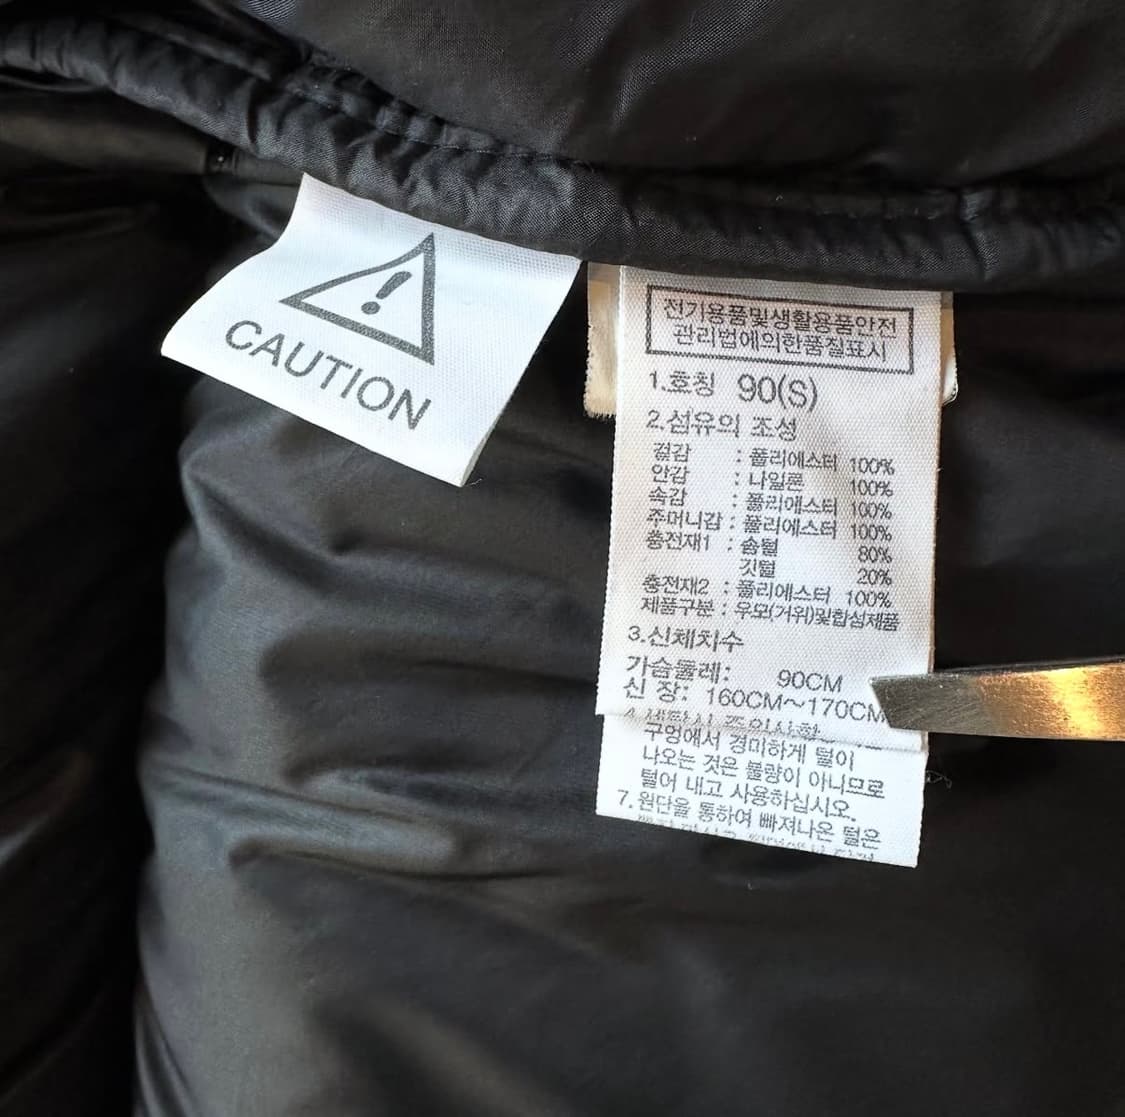 CAUTION
전기용품및생활용품안전
관리법에의한품질표시
1.호칭 90(S)
2.섬유의 조성
겉감 : 폴리에스터 100%
안감 : 나일론 100%
속감 : 폴리에스터 100%
주머니감 : 폴리에스터 100%
충전재1 : 솜털 80%
깃털 20%
충전재2 : 폴리에스터 100%
제품구분 : 우모(거위)및합섬제품
3.신체치수
가슴둘레: 90CM
신 장: 160CM~170CM
4.세탁시 주의사항
구멍에서 경미하게 털이
나오는 것은 불량이 아니므로
털어 내고 사용하십시오.
7.원단을 통하여 빠져나온 털은